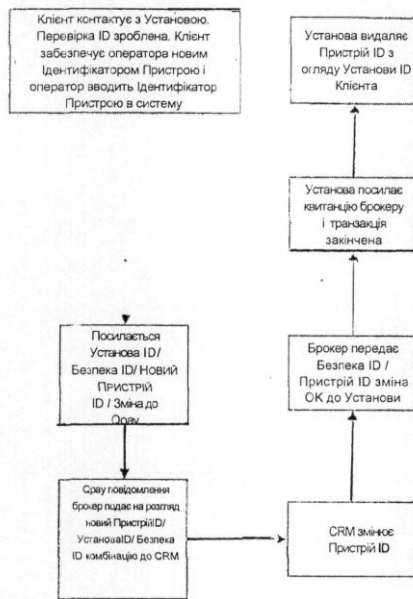 Клієнт контактує з Установою.
Перевірка ID зроблена. Клієнт
забезпечує оператора новим
Ідентифікатором Пристрою і
оператор вводить Ідентифікатор
Пристрою в систему
Посилається
Установа ID/
Безпека ID/ Новий
Пристрій
ID / Зміна до
Qpay
Cpay повідомлення
брокер подає на розгляд
новий ПристрійID/
УстановаID/ Безпека
ID комбінацію до CRM
CRM змінює
Пристрій ID
Брокер передає
Безпека ID /
Пристрій ID зміна
ОК до Установи
Установа посилає
квитанцію брокеру
і транзакція
закінчена
Установа видаляє
Пристрій ID з
огляду Установи ID
Клієнта